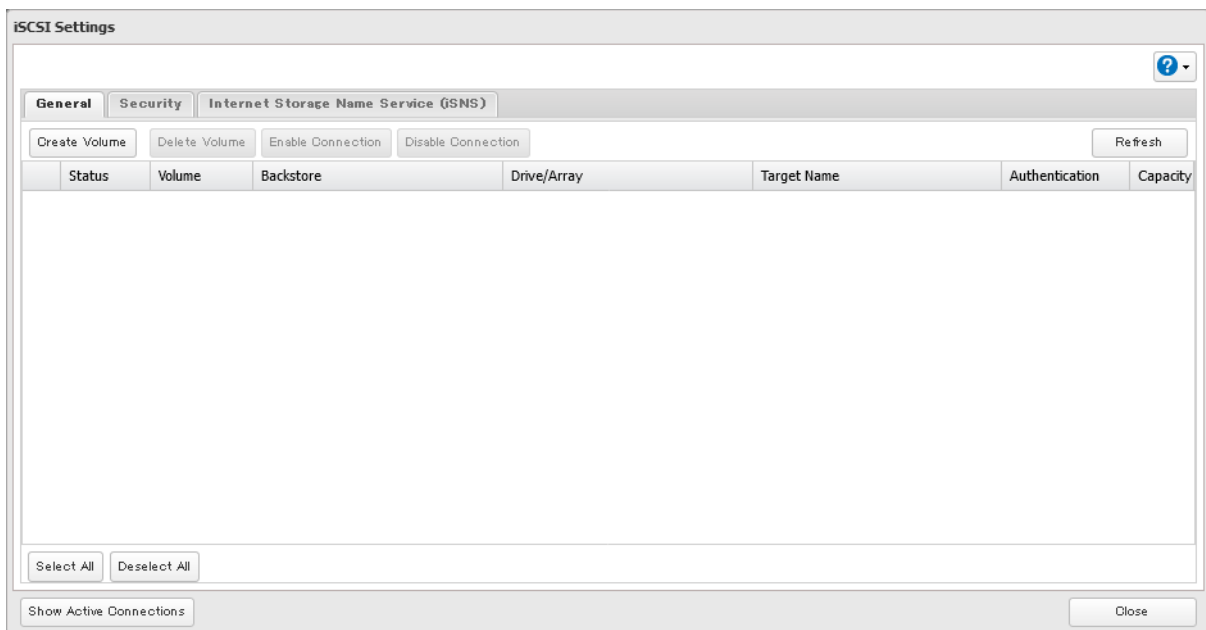 iSCSI Settings
?
General Security Internet Storage Name Service (iSNS)
Create Volume Delete Volume Enable Connection Disable Connection Refresh
Status Volume Backstore Drive/Array Target Name Authentication Capacity
Select All Deselect All
Show Active Connections Close